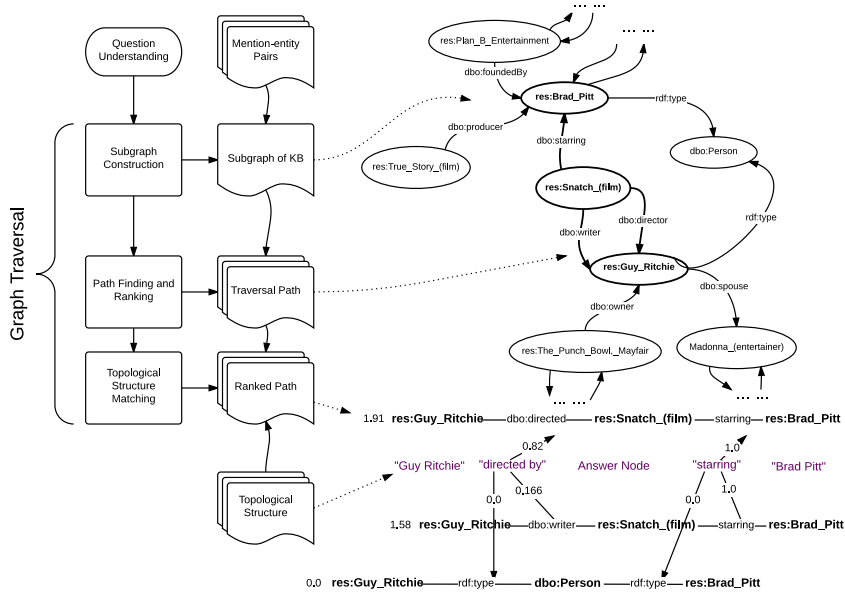 Graph Traversal
Question
Understanding
Mention-entity
Pairs
Subgraph
Construction
Subgraph of KB
Path Finding and
Ranking
Traversal Path
Topological
Structure
Matching
Ranked Path
Topological
Structure
... ...
res:Plan_B_Entertainment
... ...
dbo:foundedBy
res:Brad_Pitt
rdf:type
dbo:producer
dbo:starring
dbo:Person
res:True_Story_(film)
res:Snatch_(film)
dbo:writer
dbo:director
rdf:type
res:Guy_Ritchie
dbo:spouse
dbo:owner
res:The_Punch_Bowl,_Mayfair
Madonna_(entertainer)
... ...
... ...
1.91 res:Guy_Ritchie dbo:directed res:Snatch_(film) starring res:Brad_Pitt
0.82
1.0
"Guy Ritchie" "directed by" Answer Node "starring" "Brad Pitt"
0.0
0.166
0.0
1.0
1.58 res:Guy_Ritchie dbo:writer res:Snatch_(film) starring res:Brad_Pitt
0.0 res:Guy_Ritchie rdf:type dbo:Person rdf:type res:Brad_Pitt